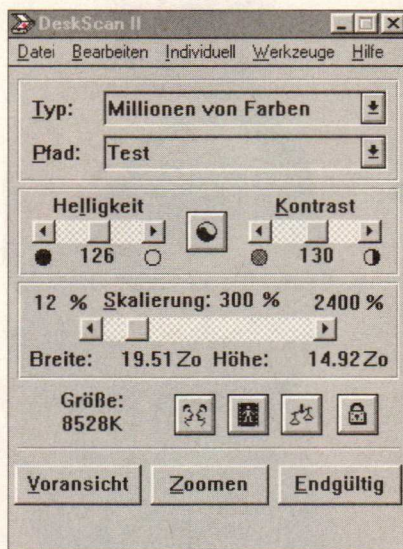 DeskScan II
Datei Bearbeiten Individuell Werkzeuge Hilfe
Typ: Millionen von Farben
Pfad: Test
Helligkeit Kontrast
126 130
12 % Skalierung: 300 % 2400 %
Breite: 19.51 Zo Höhe: 14.92 Zo
Größe:
8528K
Voransicht Zoomen Endgültig